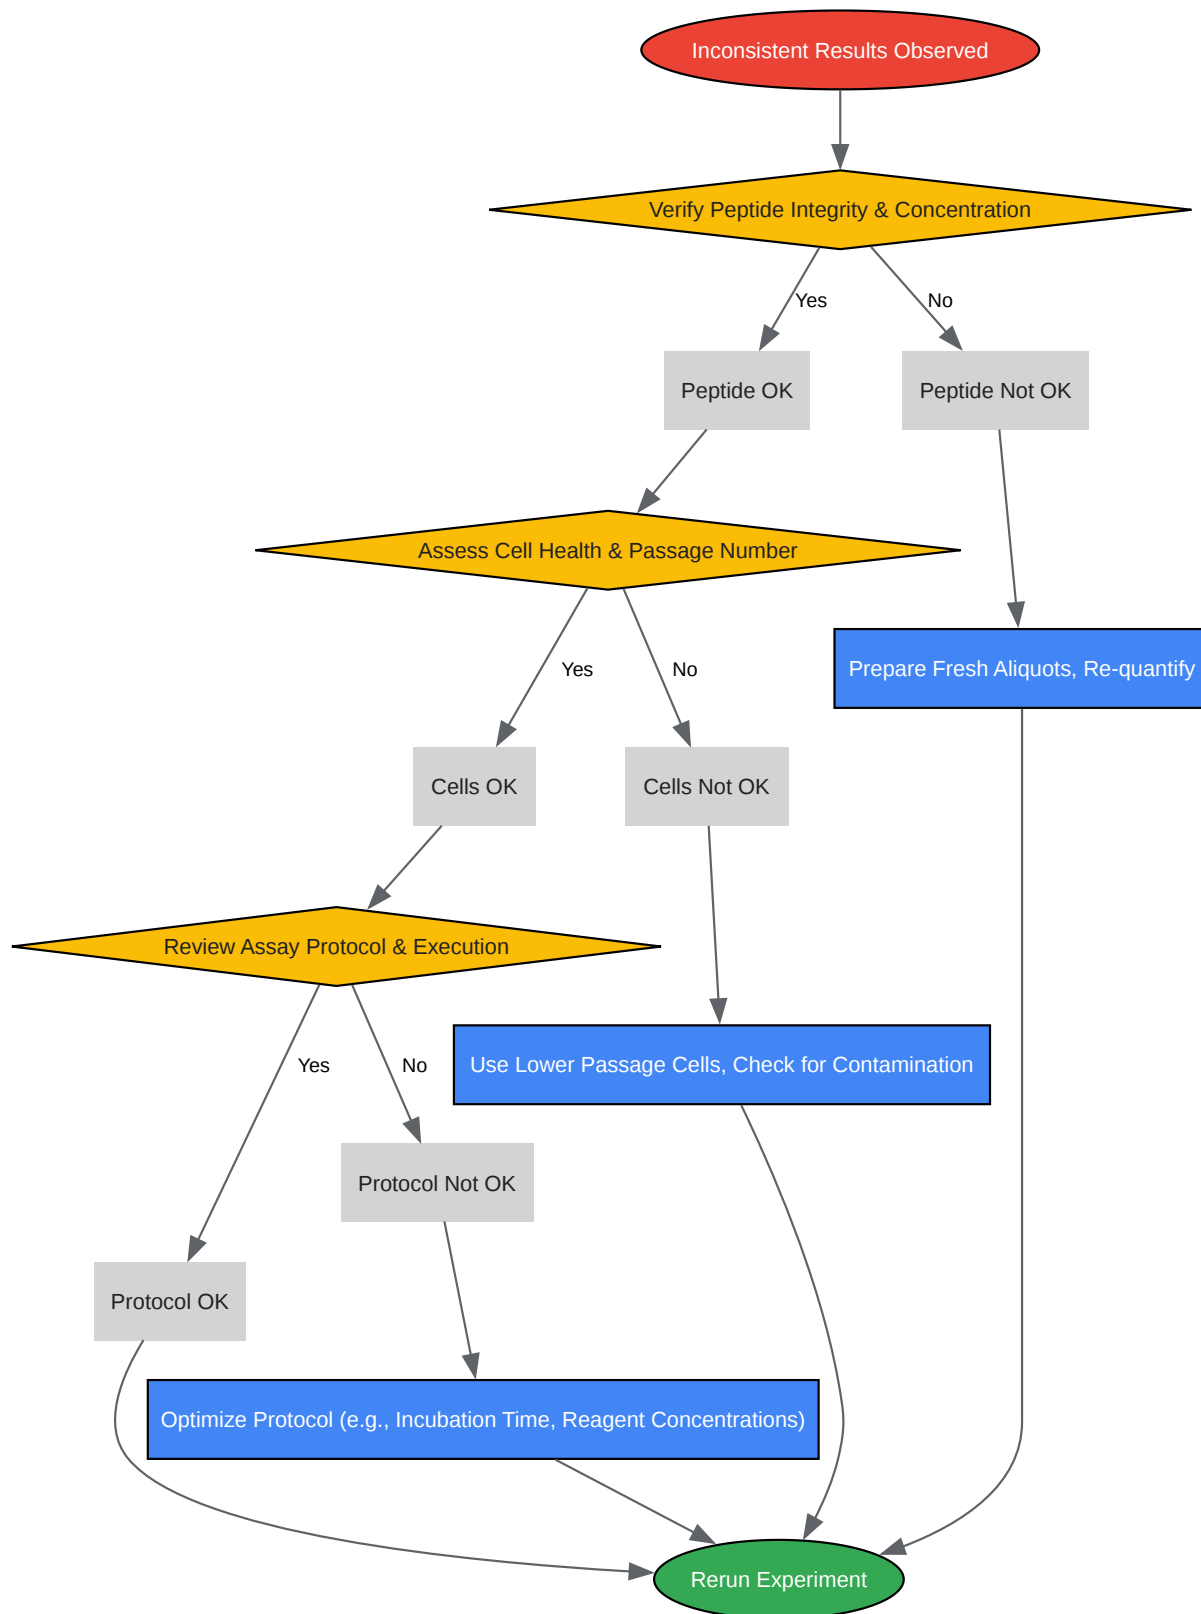 Inconsistent Results Observed
Verify Peptide Integrity & Concentration
Yes
No
Peptide OK
Peptide Not OK
Assess Cell Health & Passage Number
Yes
No
Prepare Fresh Aliquots, Re-quantify
Cells OK
Cells Not OK
Review Assay Protocol & Execution
Yes
No
Use Lower Passage Cells, Check for Contamination
Protocol Not OK
Protocol OK
Optimize Protocol (e.g., Incubation Time, Reagent Concentrations)
Rerun Experiment